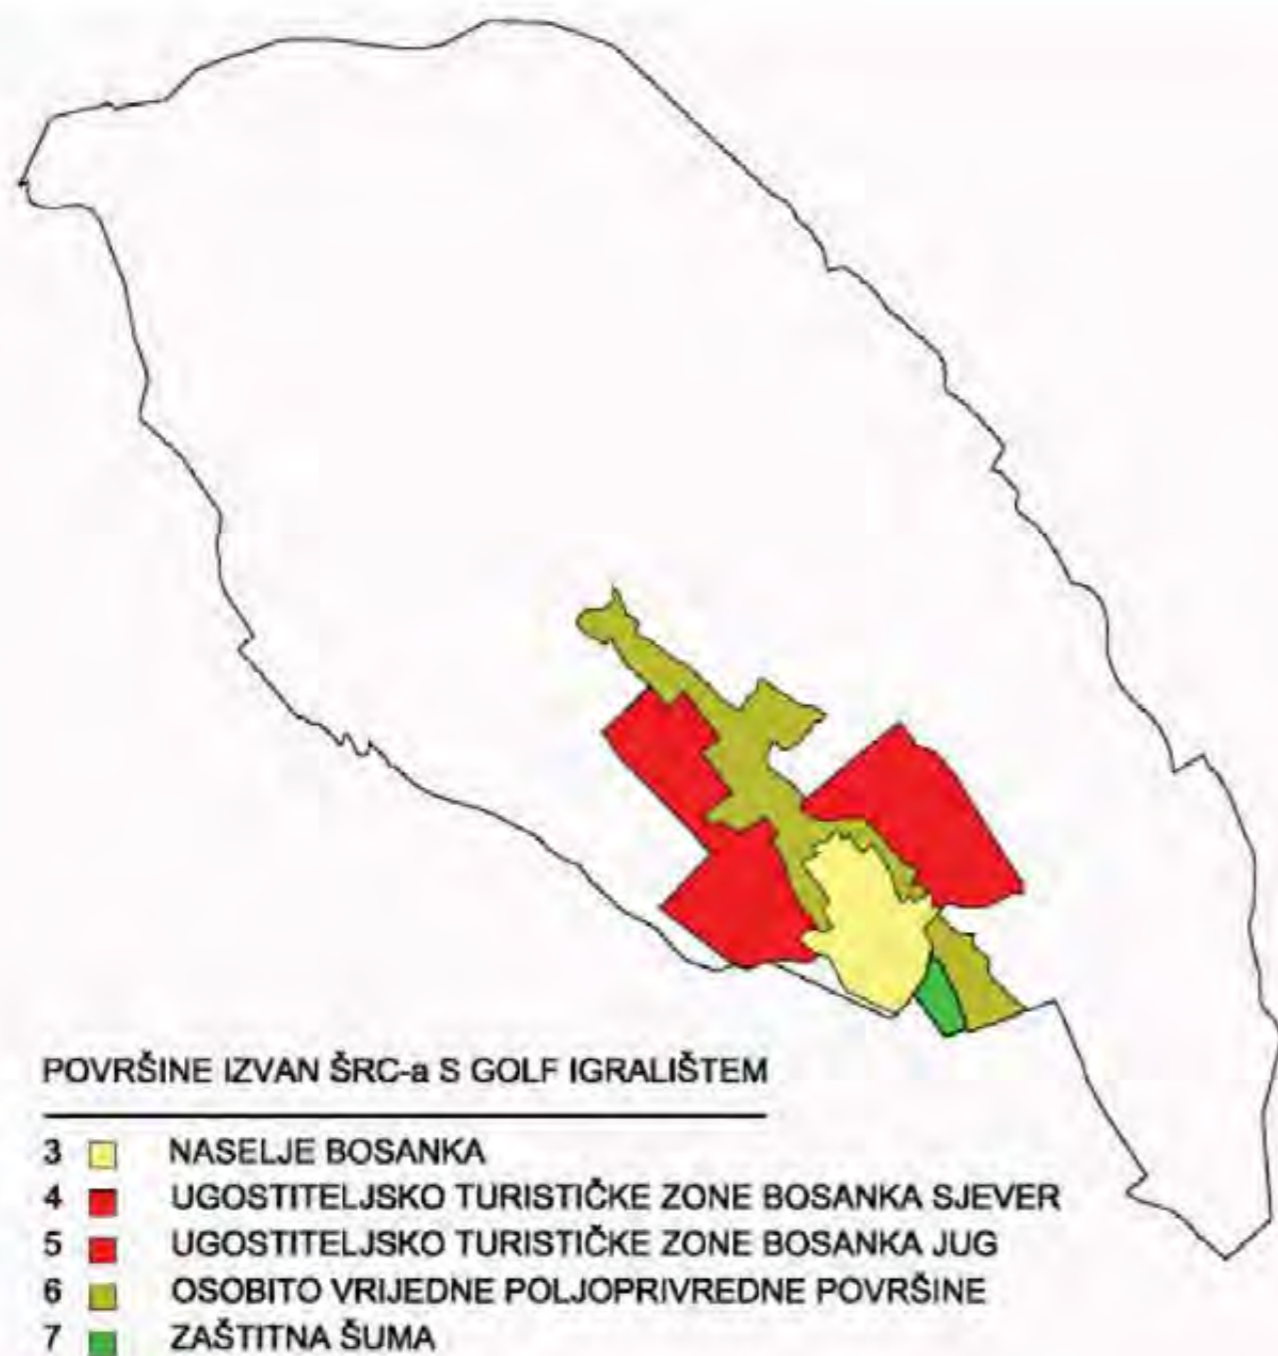 POVRŠINE IZVAN ŠRC-a S GOLF IGRALIŠTEM
3 NASELJE BOSANKA
4 UGOSTITELJSKO TURISTIČKE ZONE BOSANKA SJEVER
5 UGOSTITELJSKO TURISTIČKE ZONE BOSANKA JUG
6 OSOBITO VRIJEDNE POLJOPRIVREDNE POVRŠINE
7 ZAŠTITNA ŠUMA